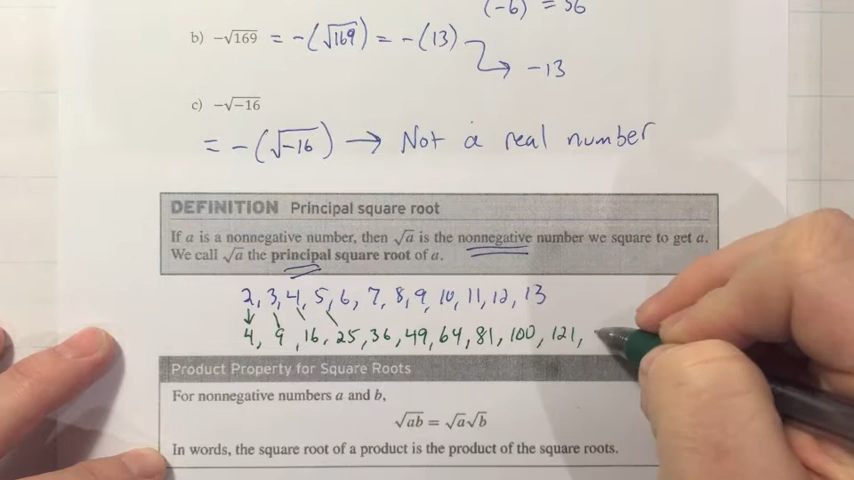 (-6) = 36
b) -√169 = -(√169) = -(13)
-13
c) -√-16
= -(√-16) → Not a real number
DEFINITION Principal square root
If a is a nonnegative number, then √a is the nonnegative number we square to get a.
We call √a the principal square root of a.
2, 3, 4, 5, 6, 7, 8, 9, 10, 11, 12, 13
4, 9, 16, 25, 36, 49, 64, 81, 100, 121,
Product Property for Square Roots
For nonnegative numbers a and b,
√ab = √a√b
In words, the square root of a product is the product of the square roots.